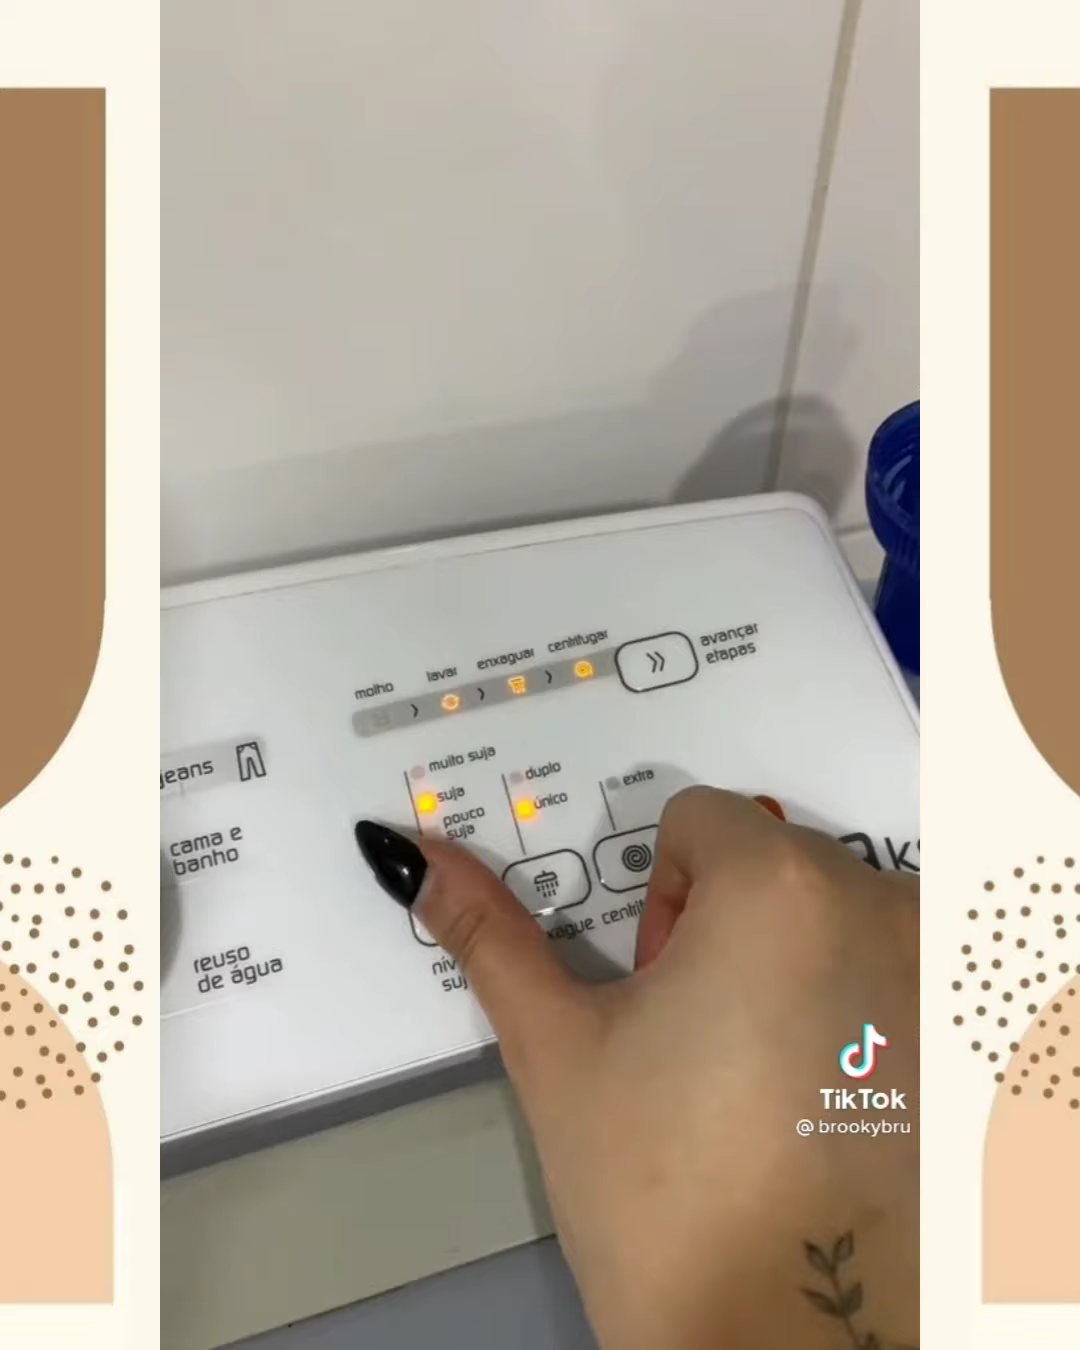 molho
lavar
enxaguar
centrifugar
avançar
etapas
jeans
muito suja
suja
pouco
suja
duplo
único
extra
cama e
banho
reuso
de água
TikTok
@brookybru